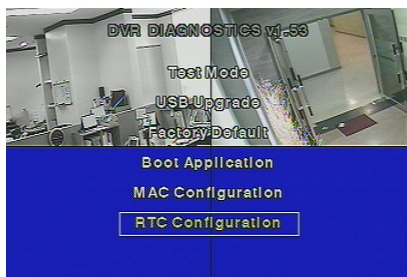 DVR DIAGNOSTICS v1.53
Test Mode
USB Upgrade
Factory Default
Boot Application
MAC Configuration
RTC Configuration